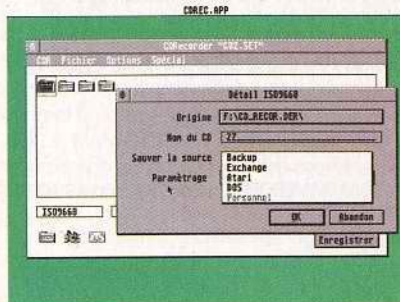 CDREC.APP
CDRecorder "CD2.SET"
CDR Fichier Options Spécial
Détail ISO9660
Origine F:\CD_RECOR.DER\
Nom du CD
Sauver la source
Backup
Exchange
Atari
DOS
Personnel
Paramètrage
OK Abandon
ISO9660
Enregistrer